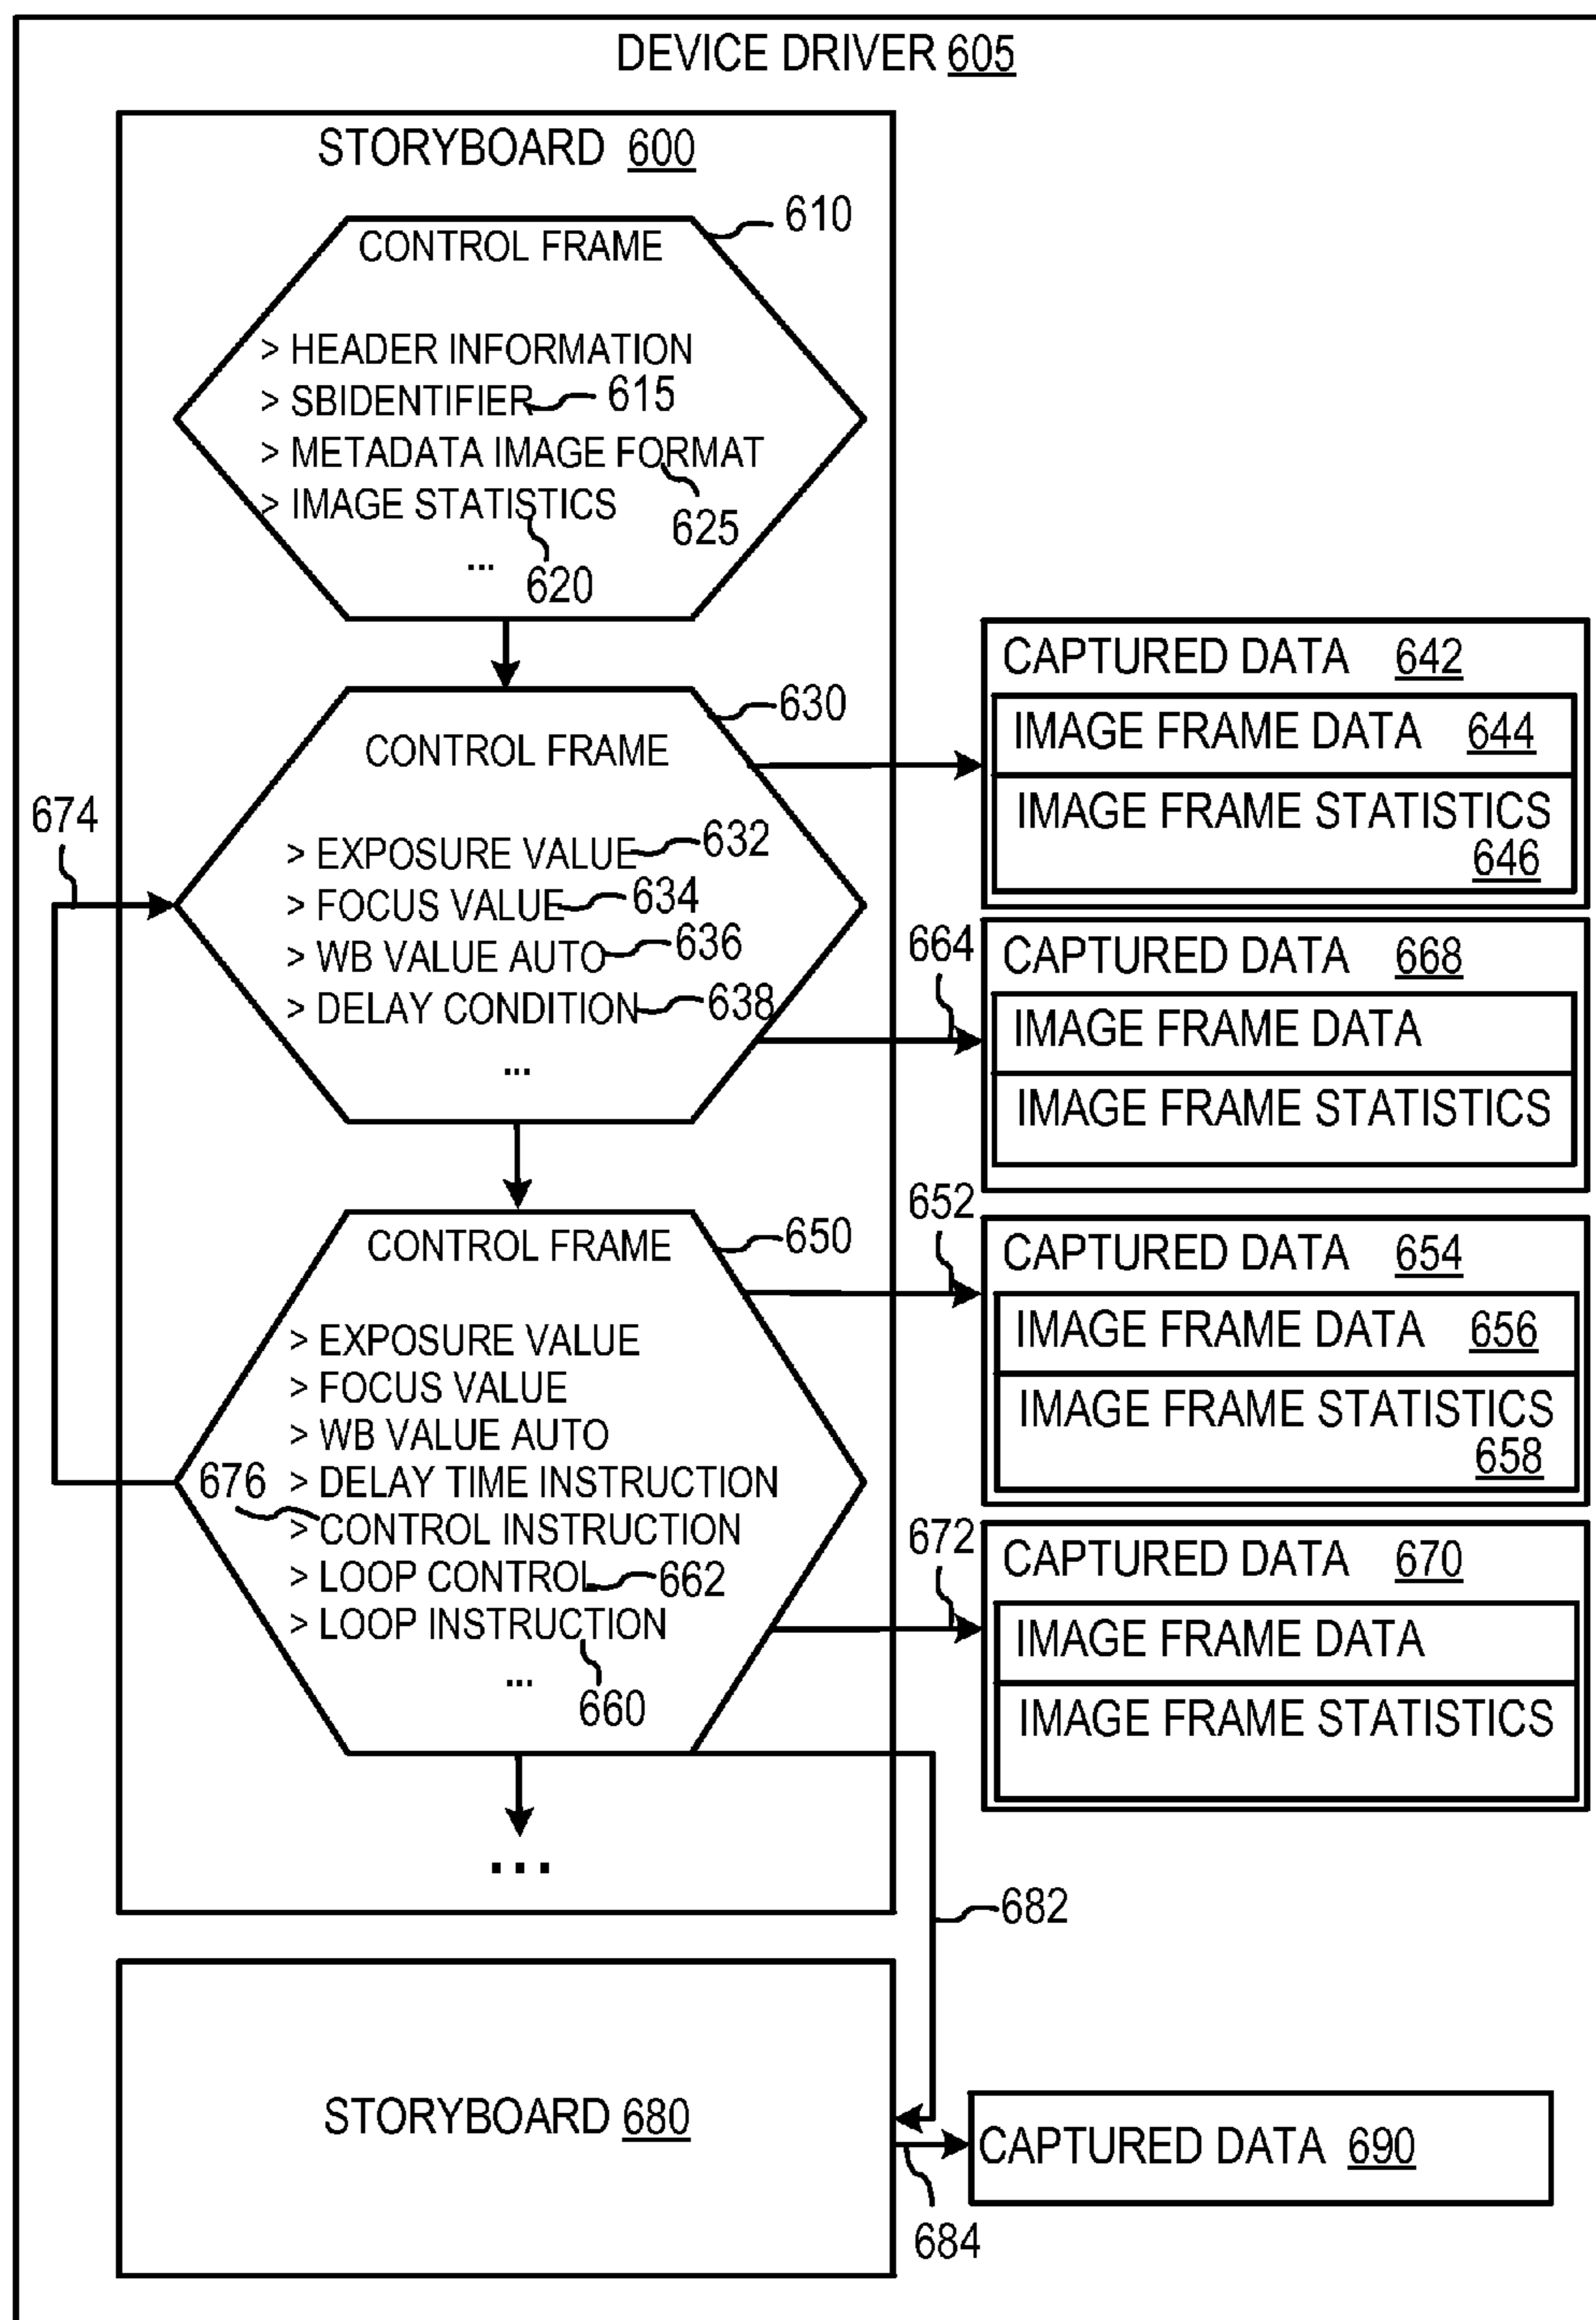 DEVICE DRIVER 605
STORYBOARD 600
610
CONTROL FRAME
> HEADER INFORMATION
> SBIDENTIFIER 615
> METADATA IMAGE FORMAT
625
> IMAGE STATISTICS
620
...
630
CONTROL FRAME
674
> EXPOSURE VALUE 632
> FOCUS VALUE 634
> WB VALUE AUTO 636
> DELAY CONDITION 638
...
CAPTURED DATA 642
IMAGE FRAME DATA 644
IMAGE FRAME STATISTICS
646
664
CAPTURED DATA 668
IMAGE FRAME DATA
IMAGE FRAME STATISTICS
650
CONTROL FRAME
> EXPOSURE VALUE
> FOCUS VALUE
> WB VALUE AUTO
> DELAY TIME INSTRUCTION
676
> CONTROL INSTRUCTION
> LOOP CONTROL 662
> LOOP INSTRUCTION
660
...
652
CAPTURED DATA 654
IMAGE FRAME DATA 656
IMAGE FRAME STATISTICS
658
672
CAPTURED DATA 670
IMAGE FRAME DATA
IMAGE FRAME STATISTICS
...
682
STORYBOARD 680
684
CAPTURED DATA 690